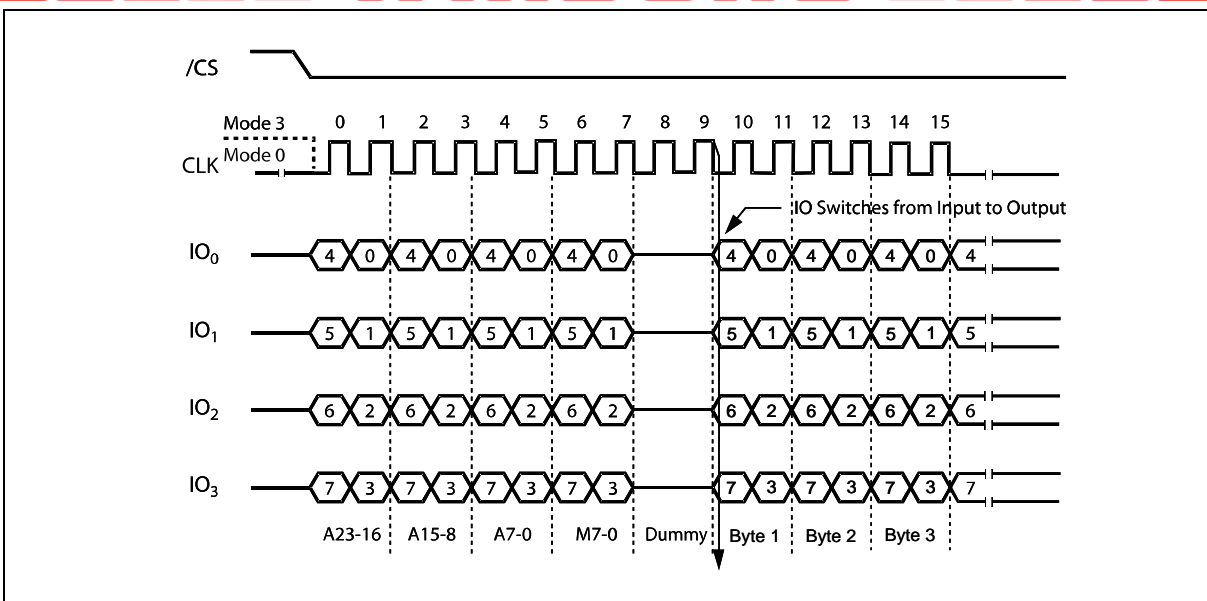 /CS
Mode 3 0 1 2 3 4 5 6 7 8 9 10 11 12 13 14 15
CLK Mode 0
IO Switches from Input to Output
IO0 4 0 4 0 4 0 4 0 4 0 4 0 4 0 4
IO1 5 1 5 1 5 1 5 1 5 1 5 1 5 1 5
IO2 6 2 6 2 6 2 6 2 6 2 6 2 6 2 6
IO3 7 3 7 3 7 3 7 3 7 3 7 3 7 3 7
A23-16 A15-8 A7-0 M7-0 Dummy Byte 1 Byte 2 Byte 3